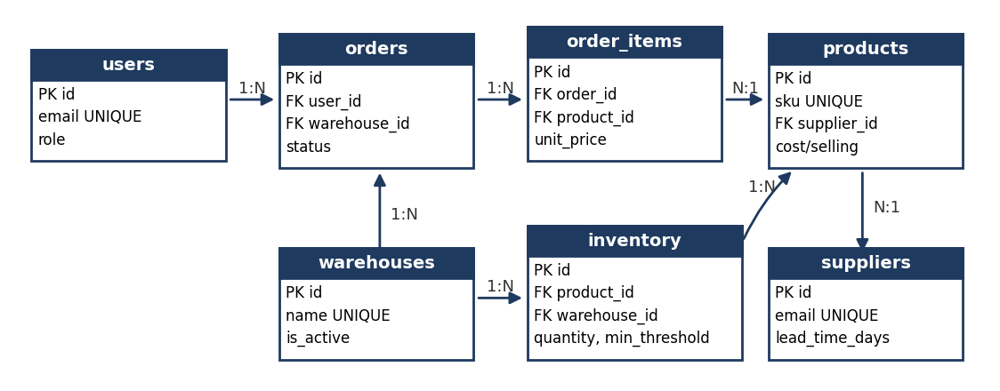 users
PK id
email UNIQUE
role
1:N
orders
PK id
FK user_id
FK warehouse_id
status
1:N
order_items
PK id
FK order_id
FK product_id
unit_price
N:1
products
PK id
sku UNIQUE
FK supplier_id
cost/selling
1:N
1:N
N:1
warehouses
PK id
name UNIQUE
is_active
1:N
inventory
PK id
FK product_id
FK warehouse_id
quantity, min_threshold
suppliers
PK id
email UNIQUE
lead_time_days